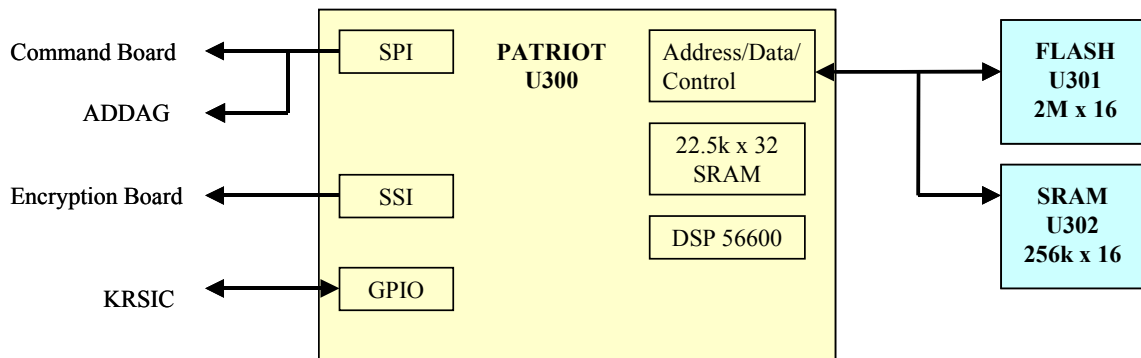 Command Board
ADDAG
Encryption Board
KRSIC
SPI
SSI
GPIO
PATRIOT
U300
Address/Data/
Control
22.5k x 32
SRAM
DSP 56600
FLASH
U301
2M x 16
SRAM
U302
256k x 16